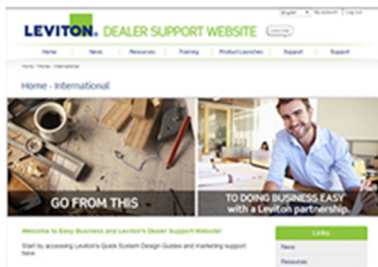 English My account | Log out
LEVITON® DEALER SUPPORT WEBSITE
Home News Resources Training Product Launches Support Support
Home - International
GO FROM THIS
TO DOING BUSINESS EASY
with a Leviton partnership.
Welcome to Easy Business and Leviton's Dealer Support Website!
Links
Start by accessing Leviton's Quick System Design Guides and marketing support
here
News
Resources